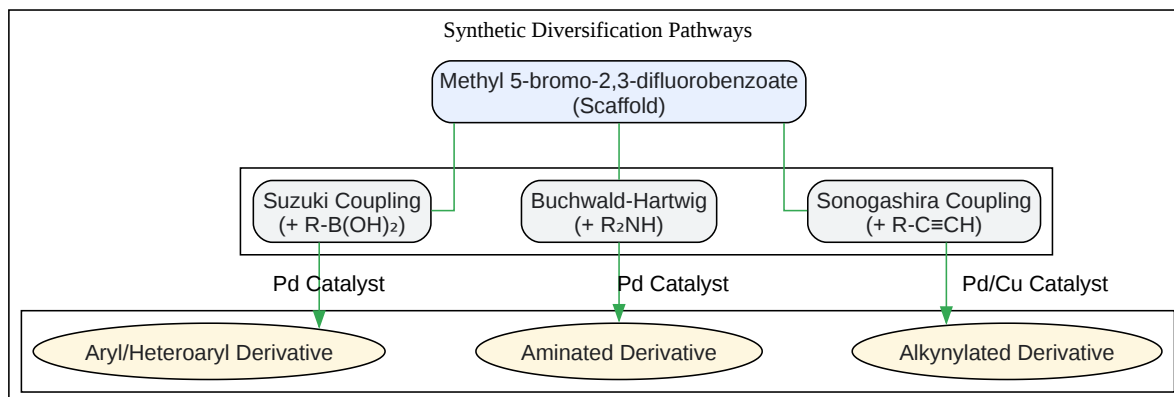 Synthetic Diversification Pathways
Methyl 5-bromo-2,3-difluorobenzoate
(Scaffold)
Suzuki Coupling
(+ R-B(OH)₂)
Buchwald-Hartwig
(+ R₂NH)
Sonogashira Coupling
(+ R-C≡CH)
Pd Catalyst
Pd Catalyst
Pd/Cu Catalyst
Aryl/Heteroaryl Derivative
Aminated Derivative
Alkynylated Derivative